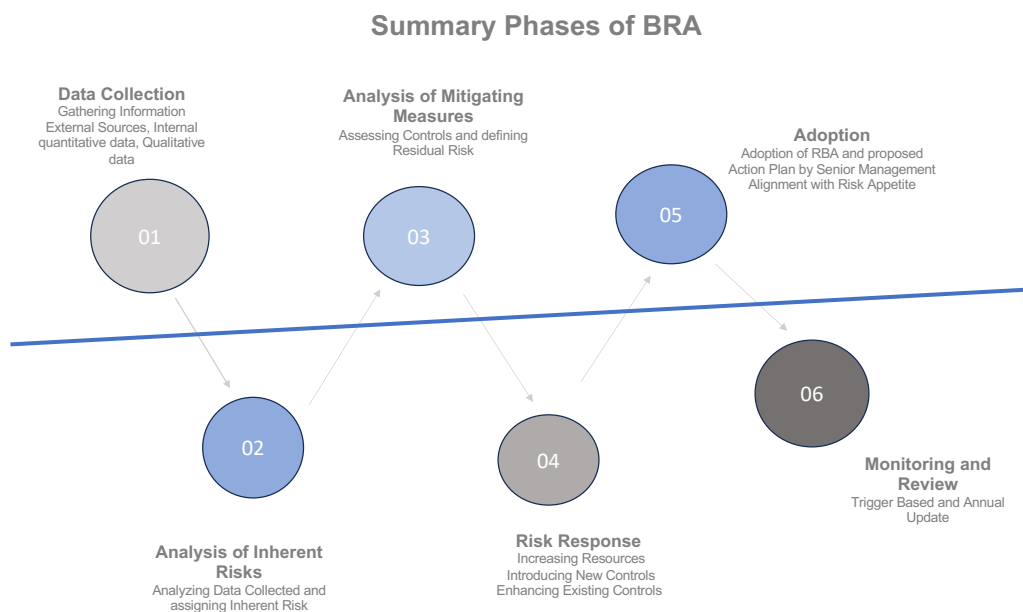 Summary Phases of BRA
Data Collection
Gathering Information
External Sources, Internal
quantitative data, Qualitative
data
01
Analysis of Inherent
Risks
Analyzing Data Collected and
assigning Inherent Risk
02
Analysis of Mitigating
Measures
Assessing Controls and defining
Residual Risk
03
Risk Response
Increasing Resources
Introducing New Controls
Enhancing Existing Controls
04
Adoption
Adoption of RBA and proposed
Action Plan by Senior Management
Alignment with Risk Appetite
05
Monitoring and
Review
Trigger Based and Annual
Update
06